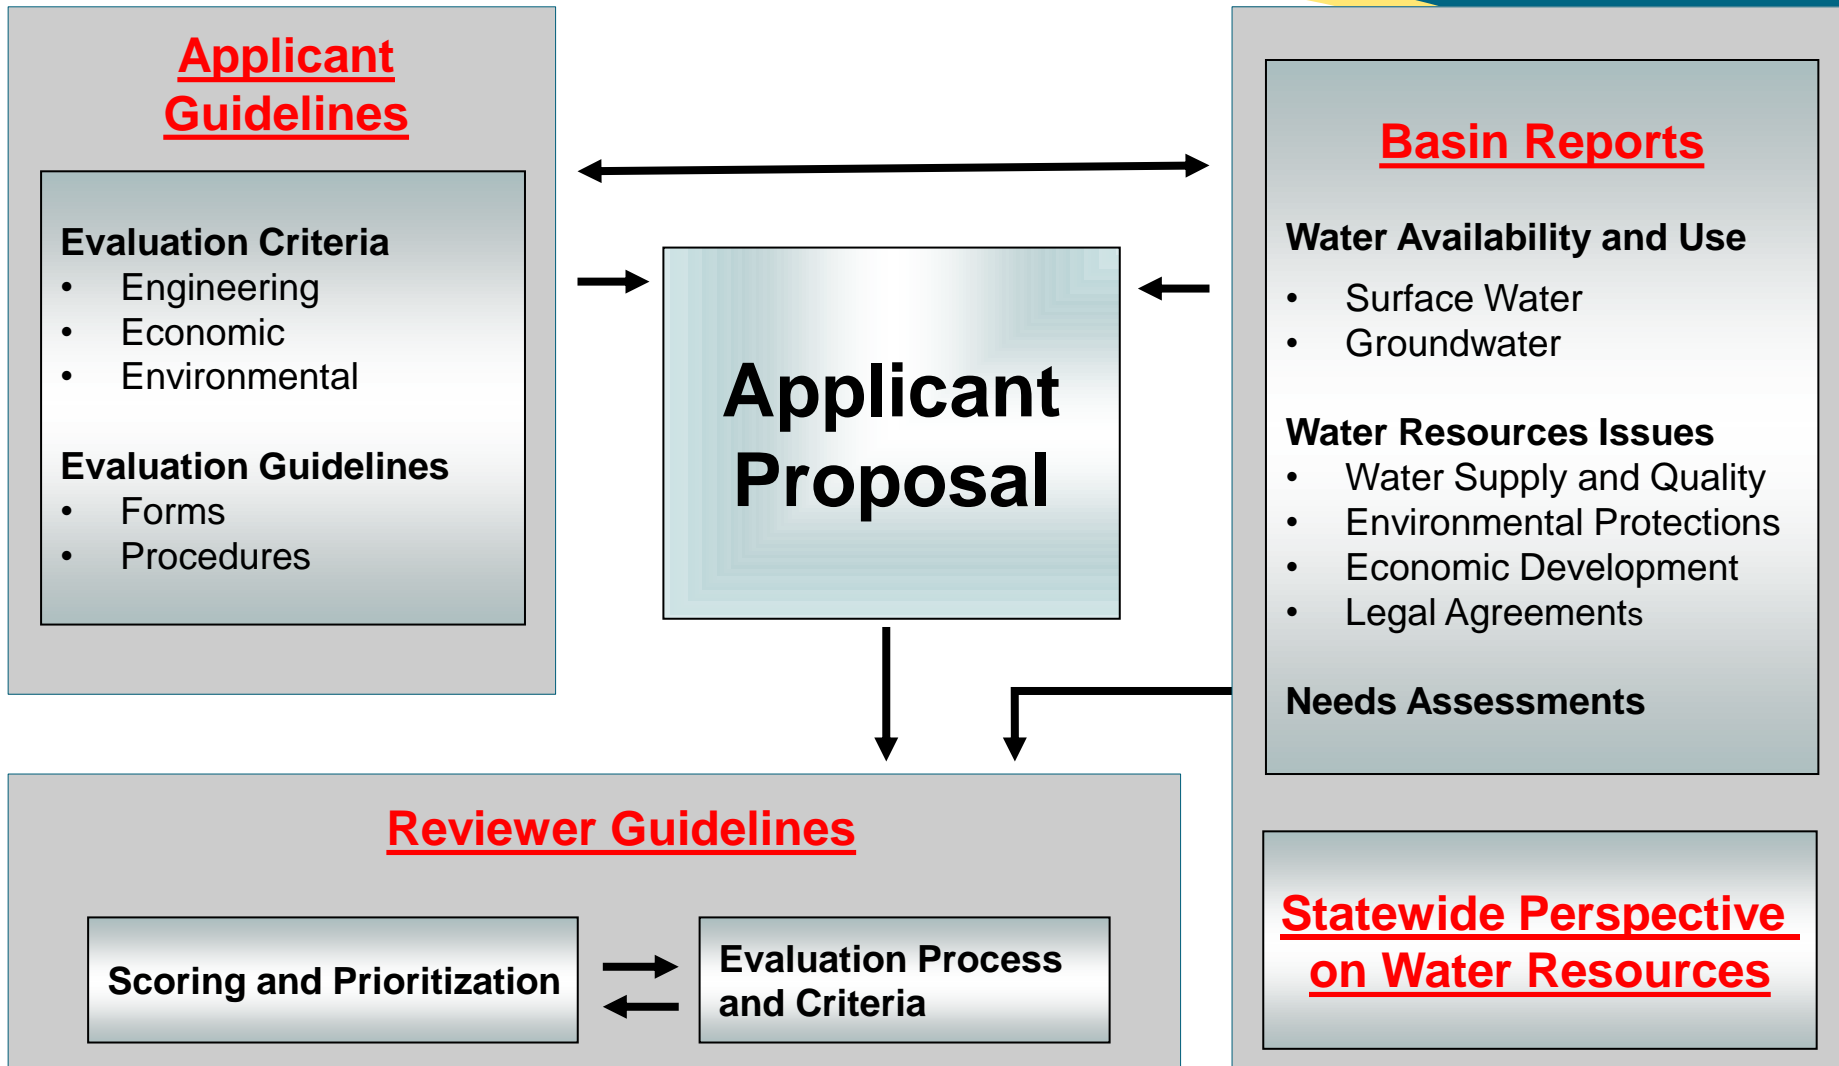 Applicant
Guidelines
Evaluation Criteria
• Engineering
• Economic
• Environmental
Evaluation Guidelines
• Forms
• Procedures
Applicant
Proposal
Basin Reports
Water Availability and Use
• Surface Water
• Groundwater
Water Resources Issues
• Water Supply and Quality
• Environmental Protections
• Economic Development
• Legal Agreements
Needs Assessments
Statewide Perspective
on Water Resources
Reviewer Guidelines
Scoring and Prioritization
Evaluation Process
and Criteria